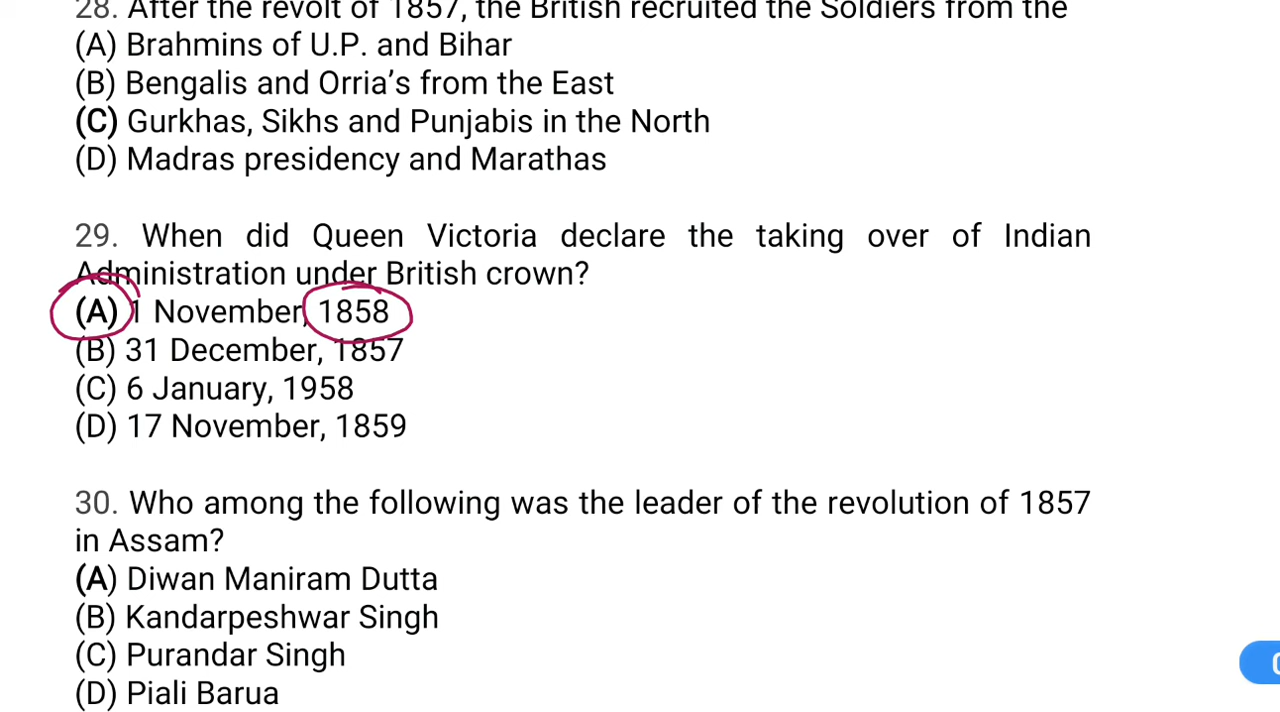 28. After the revolt of 1857, the British recruited the Soldiers from the
(A) Brahmins of U.P. and Bihar
(B) Bengalis and Orria’s from the East
(C) Gurkhas, Sikhs and Punjabis in the North
(D) Madras presidency and Marathas
29. When did Queen Victoria declare the taking over of Indian
Administration under British crown?
(A) 1 November, 1858
(B) 31 December, 1857
(C) 6 January, 1958
(D) 17 November, 1859
30. Who among the following was the leader of the revolution of 1857
in Assam?
(A) Diwan Maniram Dutta
(B) Kandarpeshwar Singh
(C) Purandar Singh
(D) Piali Barua